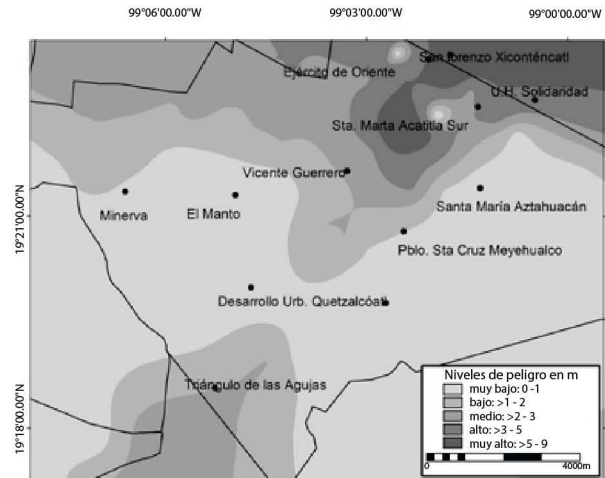 99°06'00.00"W
99°03'00.00"W
99°00'00.00"W
San lorenzo Xiconténcatl
Ejército de Oriente
U.H. Solidaridad
Sta. Marta Acatitla Sur
Vicente Guerrero
Minerva
El Manto
Santa María Aztahuacán
19°21'00.00"N
Pblo. Sta Cruz Meyehualco
Desarrollo Urb. Quetzalcóatl
Triángulo de las Agujas
19°18'00.00"N
Niveles de peligro en m
muy bajo: 0 - 1
bajo: >1 - 2
medio: >2 - 3
alto: >3 - 5
muy alto: >5 - 9
0
4000m